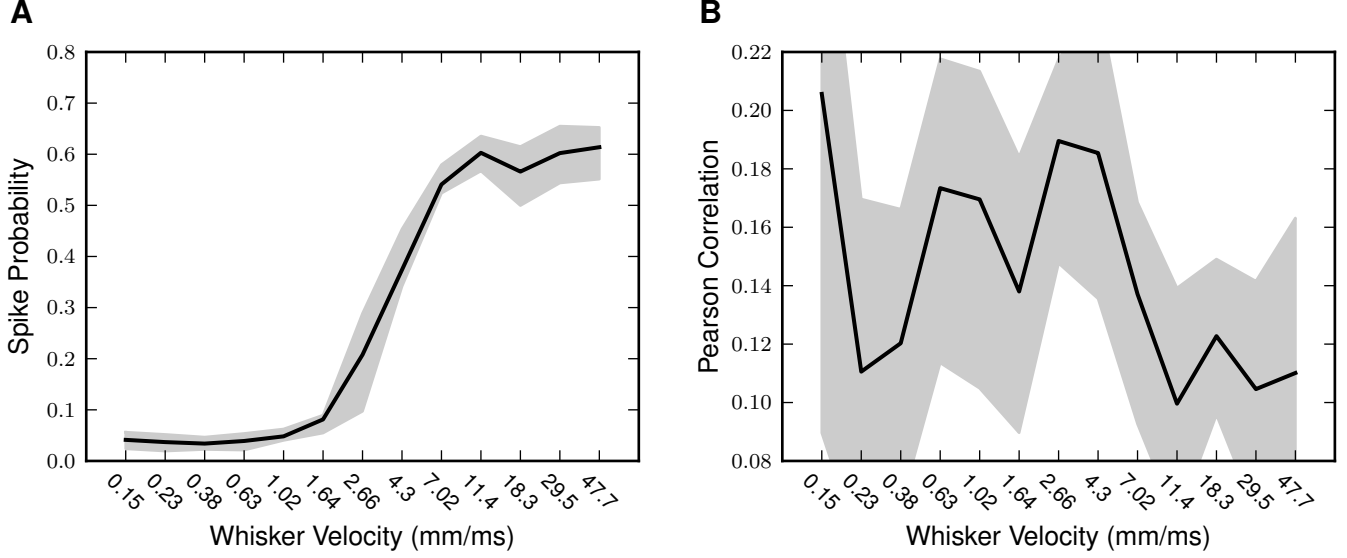 A
Spike Probability
0.8
0.7
0.6
0.5
0.4
0.3
0.2
0.1
0.0
0.15 0.23 0.38 0.63 1.02 1.64 2.66 4.3 7.02 11.4 18.3 29.5 47.7
Whisker Velocity (mm/ms)
B
Pearson Correlation
0.22
0.20
0.18
0.16
0.14
0.12
0.10
0.08
0.15 0.23 0.38 0.63 1.02 1.64 2.66 4.3 7.02 11.4 18.3 29.5 47.7
Whisker Velocity (mm/ms)